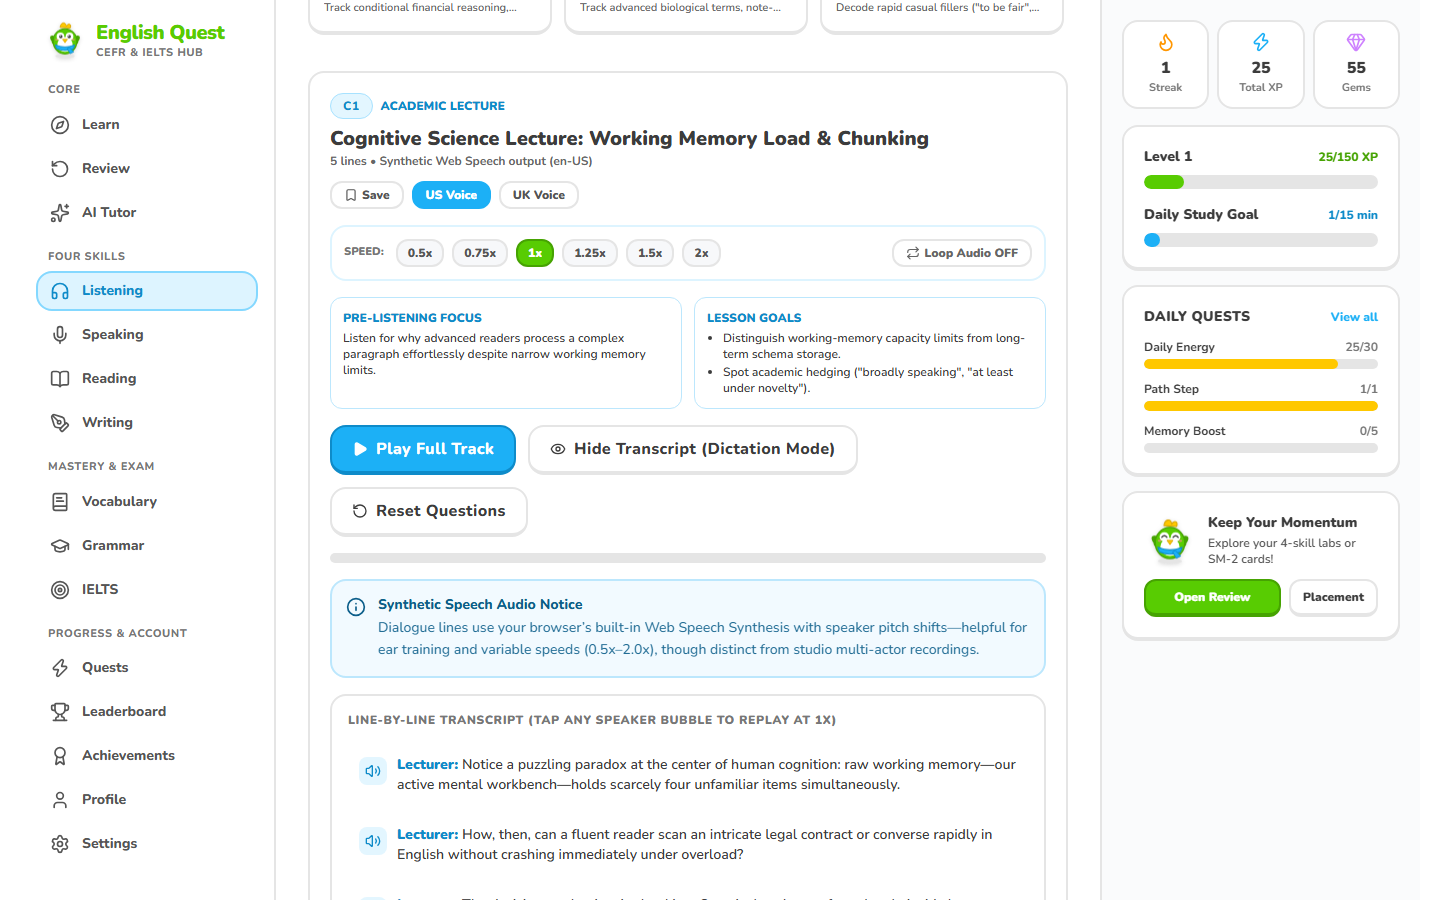 English Quest
CEFR & IELTS HUB
CORE
Learn
Review
AI Tutor
FOUR SKILLS
Listening
Speaking
Reading
Writing
MASTERY & EXAM
Vocabulary
Grammar
IELTS
PROGRESS & ACCOUNT
Quests
Leaderboard
Achievements
Profile
Settings
Track conditional financial reasoning,...
Track advanced biological terms, note-...
Decode rapid casual fillers ("to be fair",...
C1 ACADEMIC LECTURE
Cognitive Science Lecture: Working Memory Load & Chunking
5 lines • Synthetic Web Speech output (en-US)
Save
US Voice
UK Voice
SPEED:
0.5x
0.75x
1x
1.25x
1.5x
2x
Loop Audio OFF
PRE-LISTENING FOCUS
Listen for why advanced readers process a complex
paragraph effortlessly despite narrow working memory
limits.
LESSON GOALS
• Distinguish working-memory capacity limits from long-
term schema storage.
• Spot academic hedging ("broadly speaking", "at least
under novelty").
Play Full Track
Hide Transcript (Dictation Mode)
Reset Questions
Synthetic Speech Audio Notice
Dialogue lines use your browser's built-in Web Speech Synthesis with speaker pitch shifts—helpful for
ear training and variable speeds (0.5x–2.0x), though distinct from studio multi-actor recordings.
LINE-BY-LINE TRANSCRIPT (TAP ANY SPEAKER BUBBLE TO REPLAY AT 1X)
Lecturer: Notice a puzzling paradox at the center of human cognition: raw working memory—our
active mental workbench—holds scarcely four unfamiliar items simultaneously.
Lecturer: How, then, can a fluent reader scan an intricate legal contract or converse rapidly in
English without crashing immediately under overload?
1
Streak
25
Total XP
55
Gems
Level 1
25/150 XP
Daily Study Goal
1/15 min
DAILY QUESTS
View all
Daily Energy
25/30
Path Step
1/1
Memory Boost
0/5
Keep Your Momentum
Explore your 4-skill labs or
SM-2 cards!
Open Review
Placement